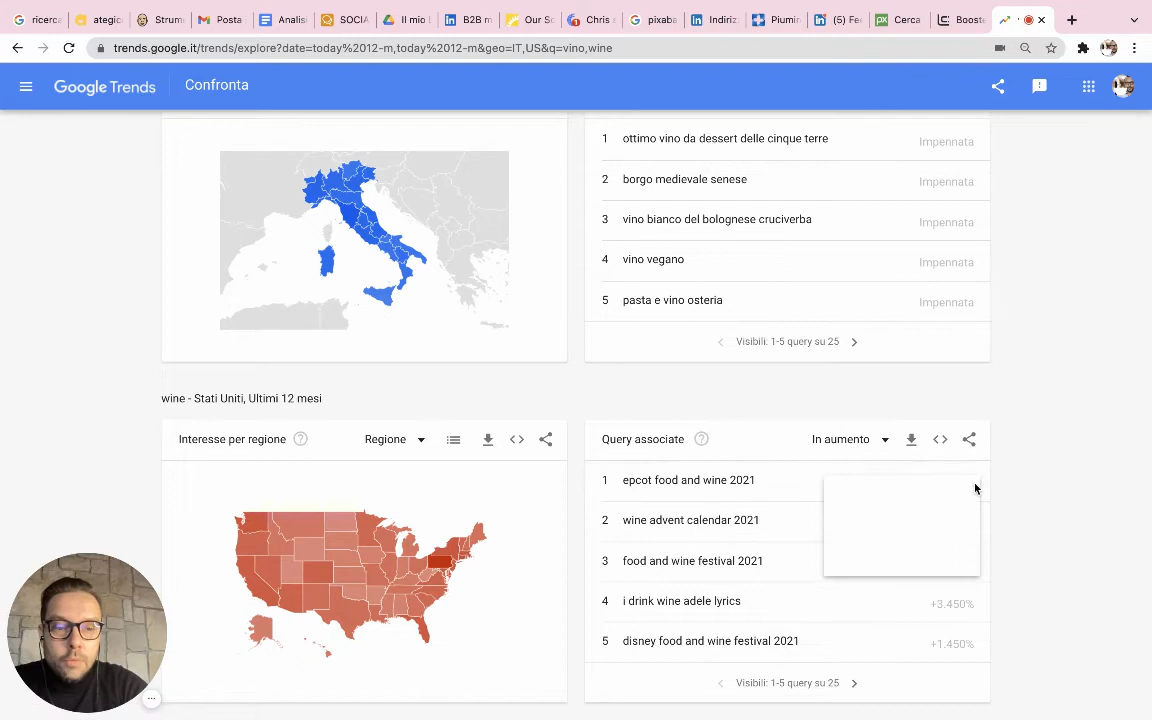 ricerca
ategic
Strum
Posta
Analisi
SOCIA
Il mio
B2B m
Our Sc
Chris s
pixaba
Indiriz
Piumin
(5) Fee
Cerca
Booste
trends.google.it/trends/explore?date=today%2012-m,today%2012-m&geo=IT,US&q=vino,wine
Google Trends
Confronta
1 ottimo vino da dessert delle cinque terre Impennata
2 borgo medievale senese Impennata
3 vino bianco del bolognese cruciverba Impennata
4 vino vegano Impennata
5 pasta e vino osteria Impennata
Visibili: 1-5 query su 25
wine - Stati Uniti, Ultimi 12 mesi
Interesse per regione ? Regione
Query associate ? In aumento
1 epcot food and wine 2021
2 wine advent calendar 2021
3 food and wine festival 2021
4 i drink wine adele lyrics +3.450%
5 disney food and wine festival 2021 +1.450%
Visibili: 1-5 query su 25